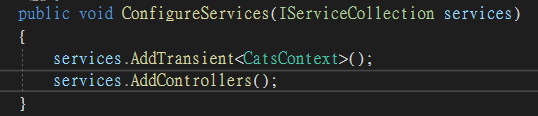 public void ConfigureServices(IServiceCollection services)
{
services.AddTransient<CatsContext>();
services.AddControllers();
}